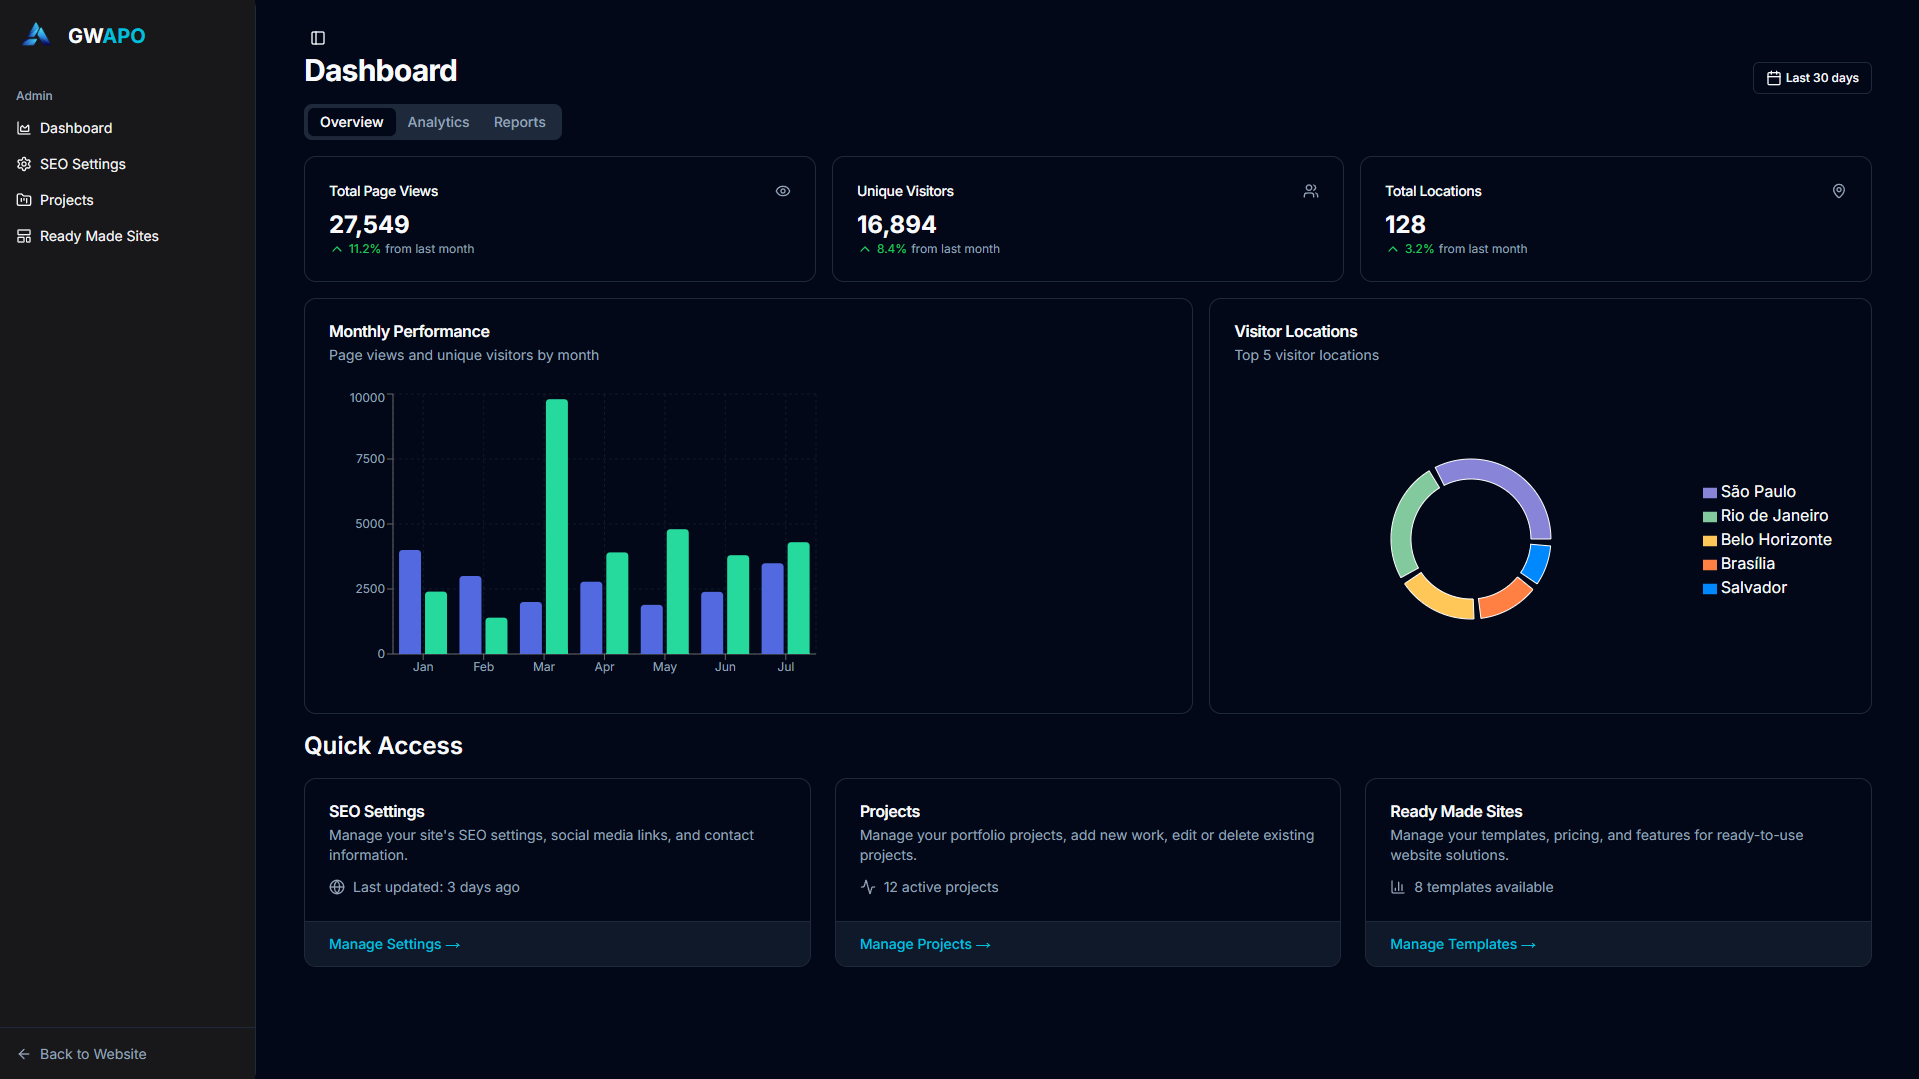 GWAPO
Admin
Dashboard
SEO Settings
Projects
Ready Made Sites
Back to Website
Dashboard
Last 30 days
Overview
Analytics
Reports
Total Page Views
27,549
11.2% from last month
Unique Visitors
16,894
8.4% from last month
Total Locations
128
3.2% from last month
Monthly Performance
Page views and unique visitors by month
10000
7500
5000
2500
0
Jan
Feb
Mar
Apr
May
Jun
Jul
Visitor Locations
Top 5 visitor locations
São Paulo
Rio de Janeiro
Belo Horizonte
Brasília
Salvador
Quick Access
SEO Settings
Manage your site's SEO settings, social media links, and contact
information.
Last updated: 3 days ago
Manage Settings →
Projects
Manage your portfolio projects, add new work, edit or delete existing
projects.
12 active projects
Manage Projects →
Ready Made Sites
Manage your templates, pricing, and features for ready-to-use
website solutions.
8 templates available
Manage Templates →